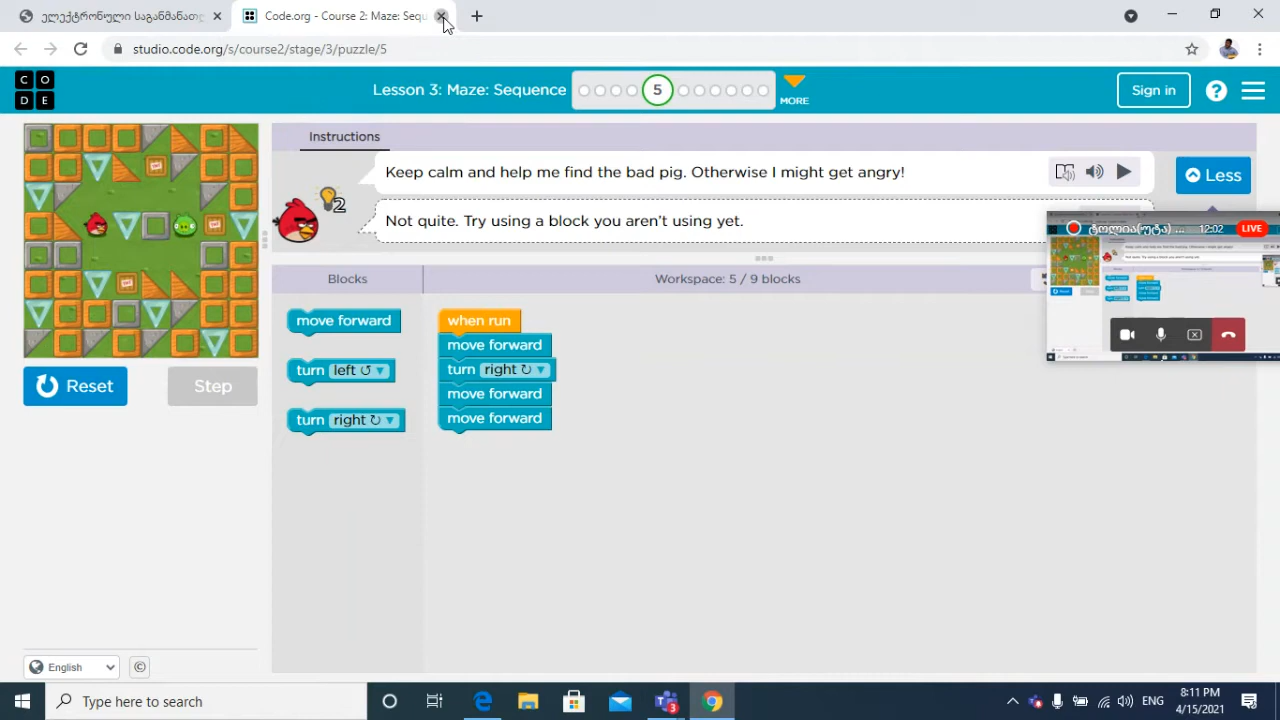 ელექტრონული საგანმანათლ
Code.org - Course 2: Maze: Sequ
studio.code.org/s/course2/stage/3/puzzle/5
C O
D E
Lesson 3: Maze: Sequence
5
MORE
Sign in
?
Instructions
Keep calm and help me find the bad pig. Otherwise I might get angry!
Less
2
Not quite. Try using a block you aren't using yet.
ტოლია(უტა) ...
12:02
LIVE
Blocks
Workspace: 5 / 9 blocks
move forward
turn left
turn right
when run
move forward
turn right
move forward
move forward
Reset
Step
English
©
Type here to search
3
ENG
8:11 PM
4/15/2021